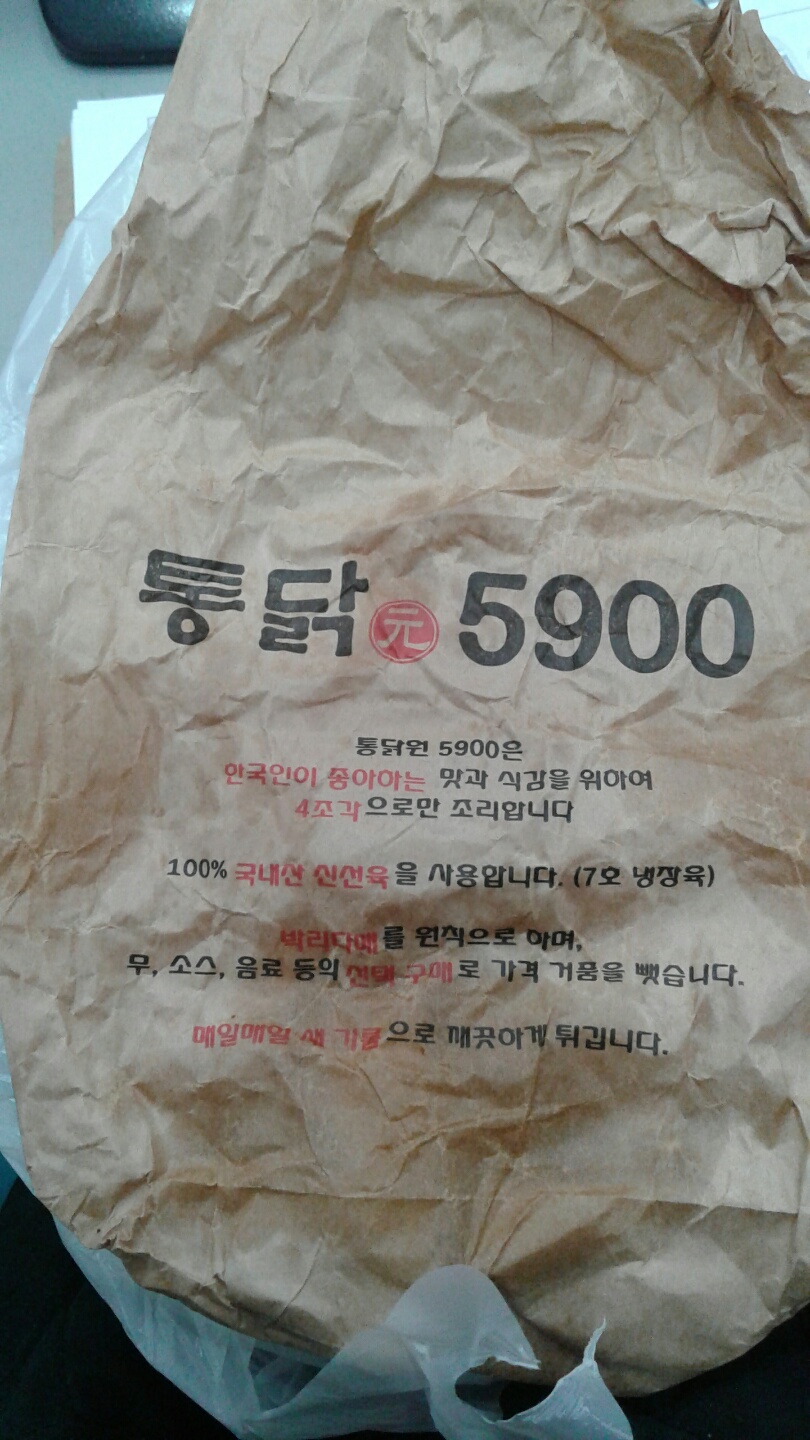 통닭元 5900
통닭원 5900은
한국인이 좋아하는 맛과 식감을 위하여
4조각으로만 조리합니다
100% 국내산 신선육을 사용합니다. (7호 냉장육)
박리다매를 원칙으로 하며,
무, 소스, 음료 등의 선택 구매로 가격 거품을 뺐습니다.
매일매일 새 기름으로 깨끗하게 튀깁니다.